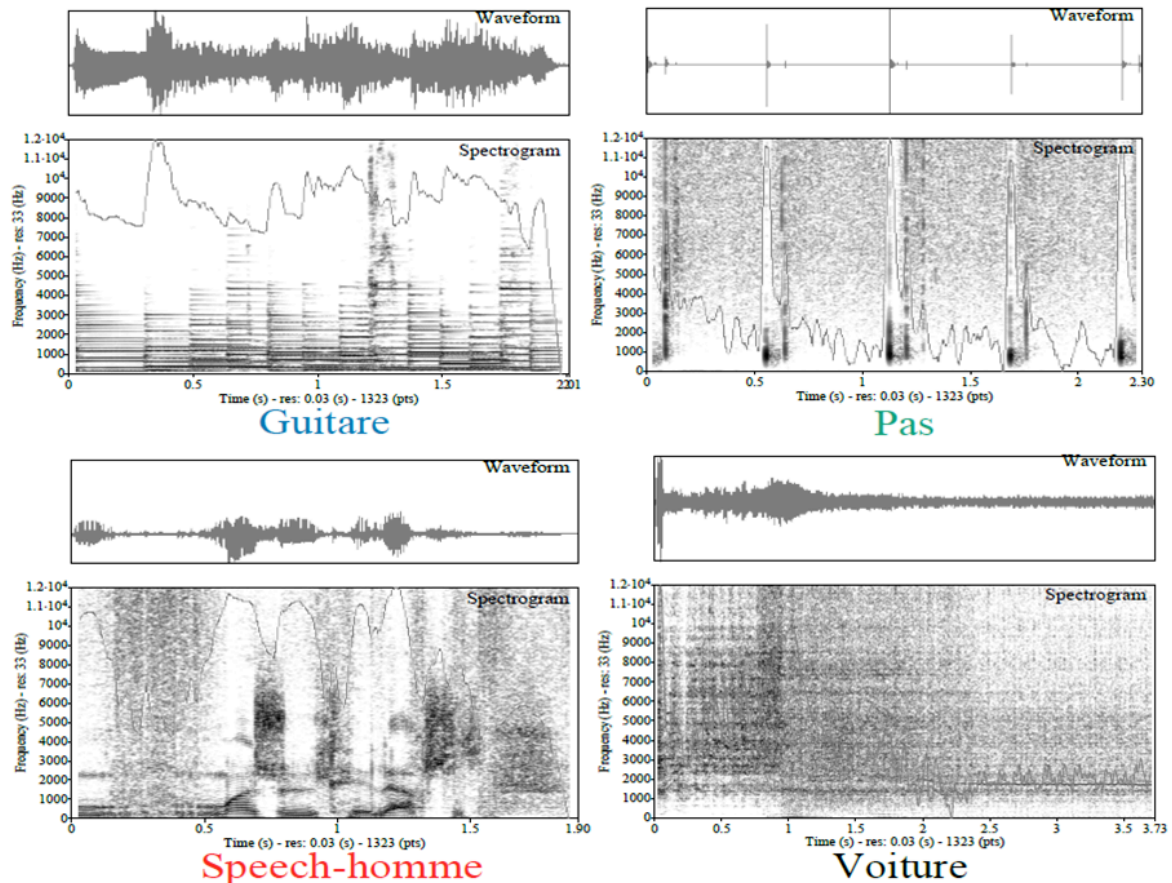 Waveform
1.2·10⁴
1.1·10⁴
10⁴
9000
8000
7000
6000
5000
4000
3000
2000
1000
0
Frequency (Hz) - res: 33 (Hz)
Spectrogram
0 0.5 1 1.5 2.01
Time (s) - res: 0.03 (s) - 1323 (pts)
Guitare
Waveform
1.2·10⁴
1.1·10⁴
10⁴
9000
8000
7000
6000
5000
4000
3000
2000
1000
0
Frequency (Hz) - res: 33 (Hz)
Spectrogram
0 0.5 1 1.5 2 2.30
Time (s) - res: 0.03 (s) - 1323 (pts)
Pas
Waveform
1.2·10⁴
1.1·10⁴
10⁴
9000
8000
7000
6000
5000
4000
3000
2000
1000
0
Frequency (Hz) - res: 33 (Hz)
Spectrogram
0 0.5 1 1.5 1.90
Time (s) - res: 0.03 (s) - 1323 (pts)
Speech-homme
Waveform
1.2·10⁴
1.1·10⁴
10⁴
9000
8000
7000
6000
5000
4000
3000
2000
1000
0
Frequency (Hz) - res: 33 (Hz)
Spectrogram
0 0.5 1 1.5 2 2.5 3 3.5 3.73
Time (s) - res: 0.03 (s) - 1323 (pts)
Voiture